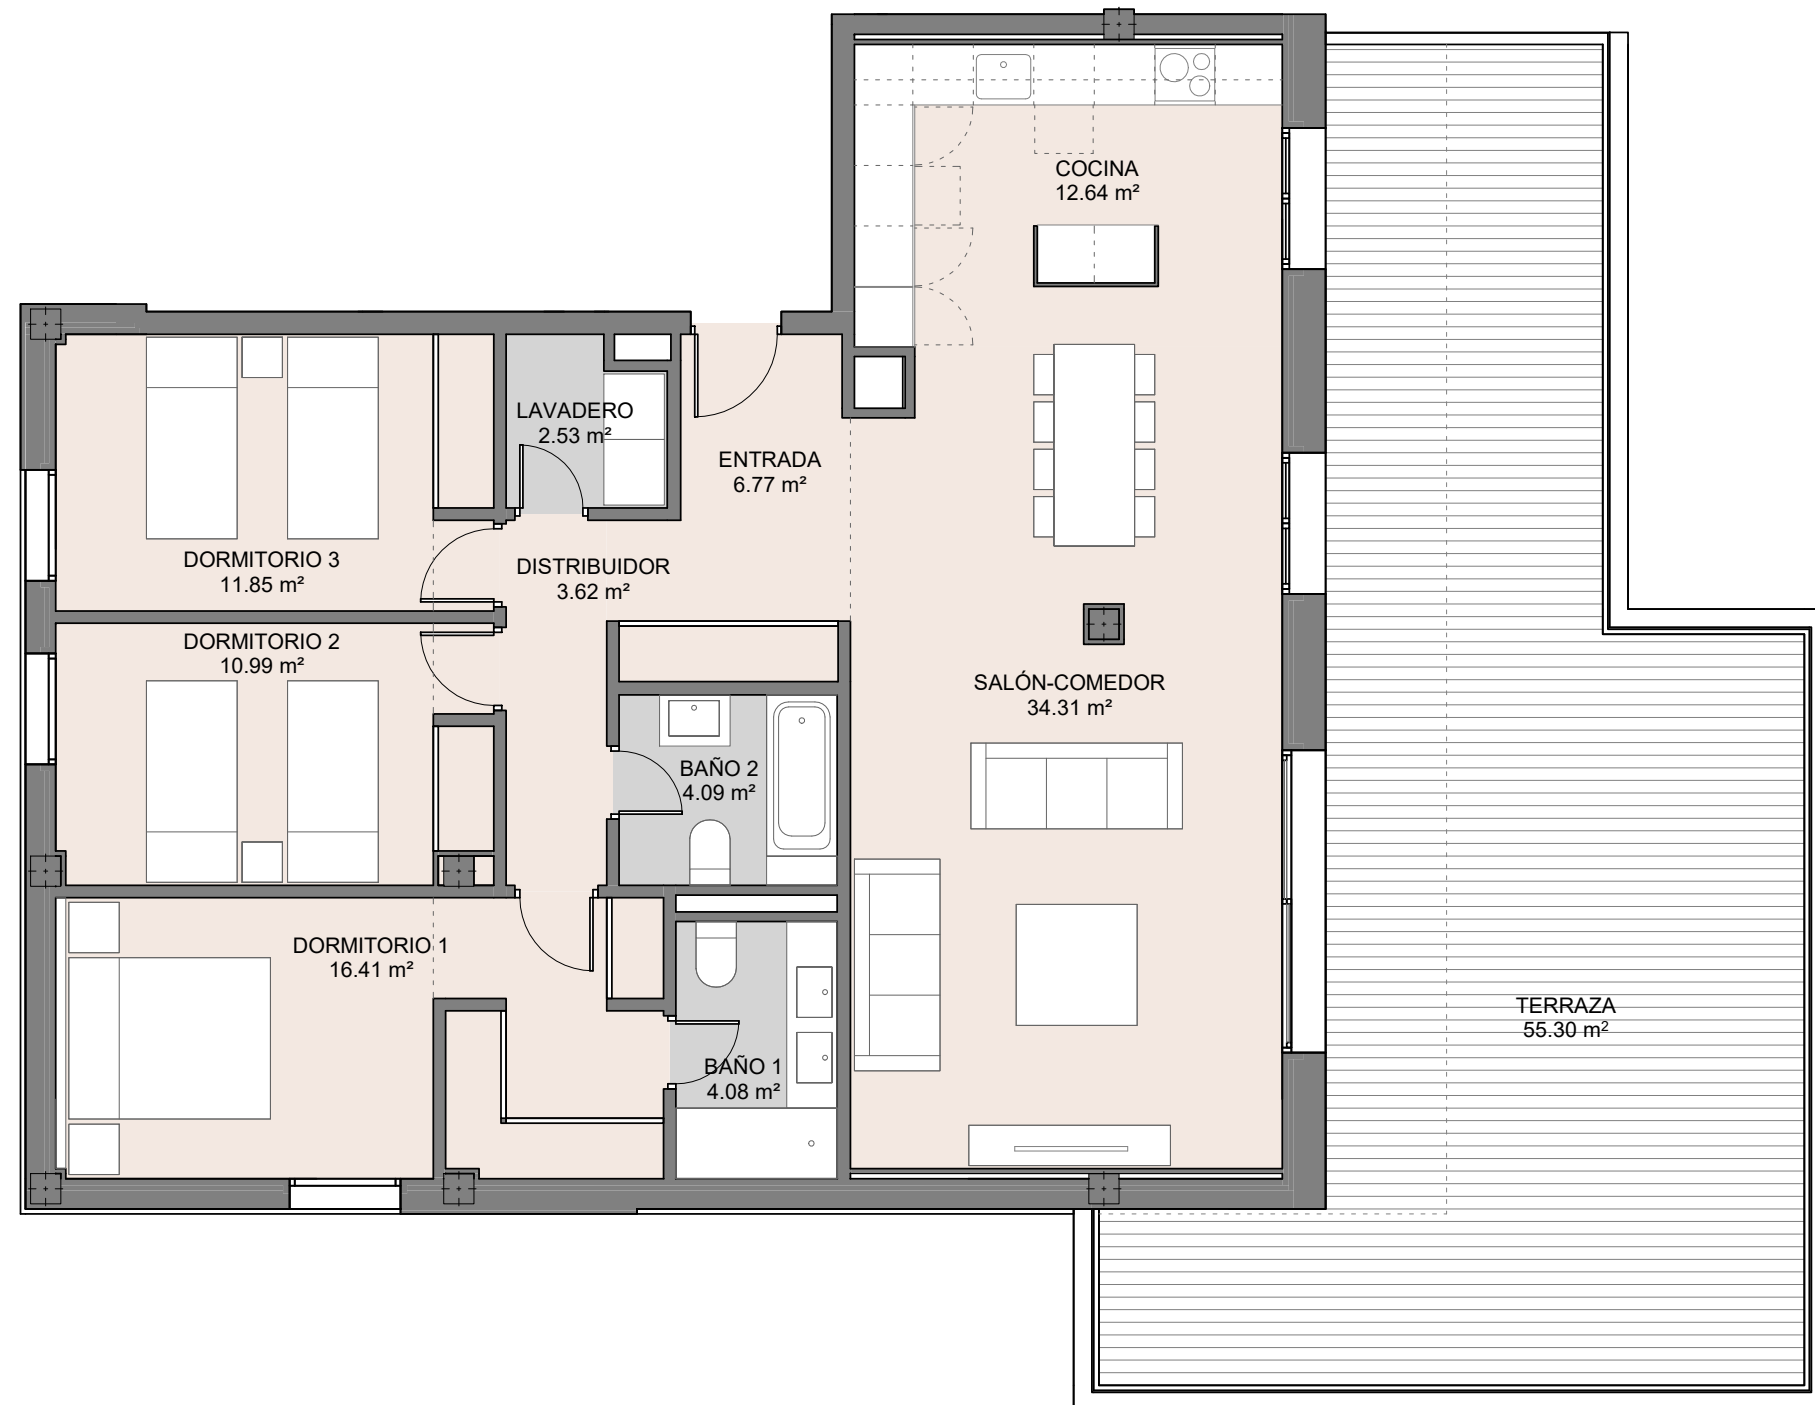 COCINA
12.64 m²
LAVADERO
2.53 m²
ENTRADA
6.77 m²
DORMITORIO 3
11.85 m²
DISTRIBUIDOR
3.62 m²
DORMITORIO 2
10.99 m²
SALÓN-COMEDOR
34.31 m²
BAÑO 2
4.09 m²
DORMITORIO 1
16.41 m²
TERRAZA
55.30 m²
BAÑO 1
4.08 m²